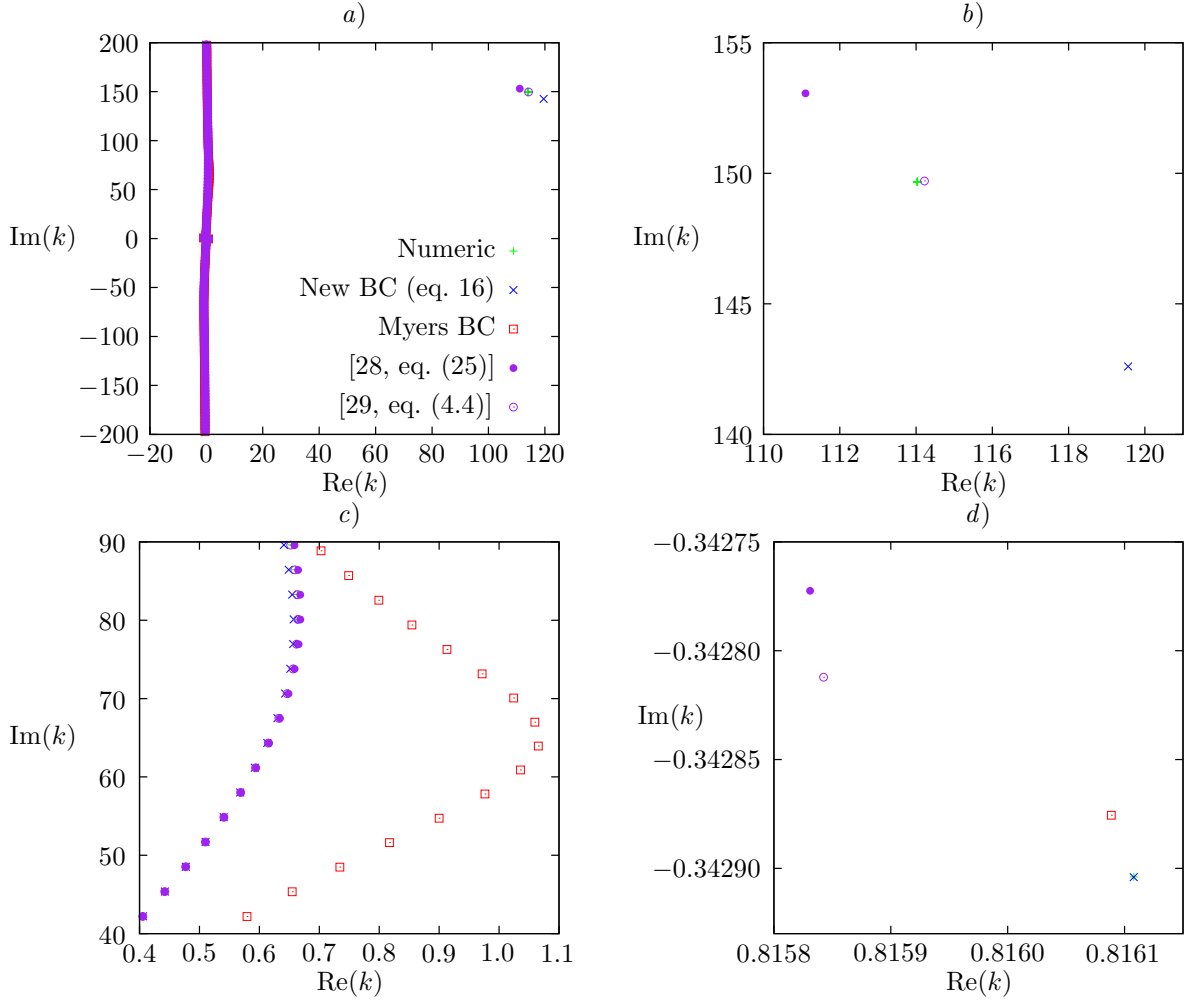 a)
200
150
100
50
0
−50
−100
−150
−200
Im(k)
−20
0
20
40
60
80
100
120
Re(k)
Numeric
New BC (eq. 16)
Myers BC
[28, eq. (25)]
[29, eq. (4.4)]
b)
155
150
145
140
Im(k)
110
112
114
116
118
120
Re(k)
c)
90
80
70
60
50
40
Im(k)
0.4
0.5
0.6
0.7
0.8
0.9
1.0
1.1
Re(k)
d)
−0.34275
−0.34280
−0.34285
−0.34290
Im(k)
0.8158
0.8159
0.8160
0.8161
Re(k)